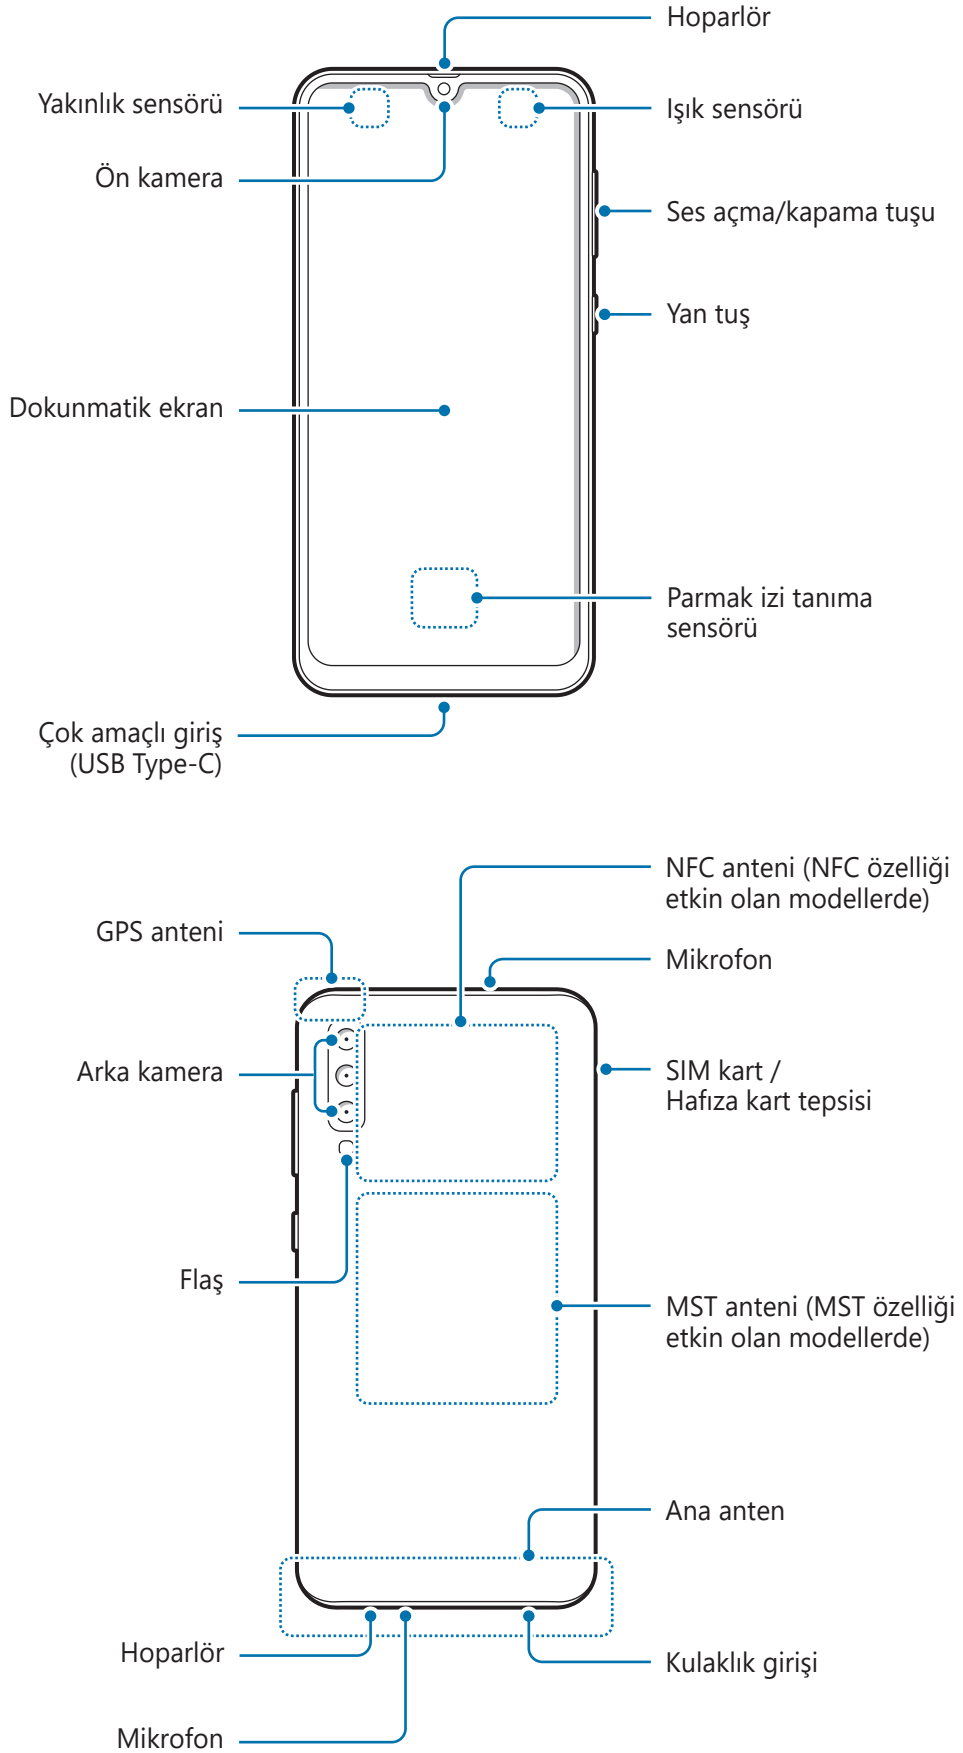 Hoparlör
Yakınlık sensörü
Işık sensörü
Ön kamera
Ses açma/kapama tuşu
Yan tuş
Dokunmatik ekran
Parmak izi tanıma
sensörü
Çok amaçlı giriş
(USB Type-C)
NFC anteni (NFC özelliği
etkin olan modellerde)
GPS anteni
Mikrofon
Arka kamera
SIM kart /
Hafıza kart tepsisi
Flaş
MST anteni (MST özelliği
etkin olan modellerde)
Ana anten
Hoparlör
Kulaklık girişi
Mikrofon